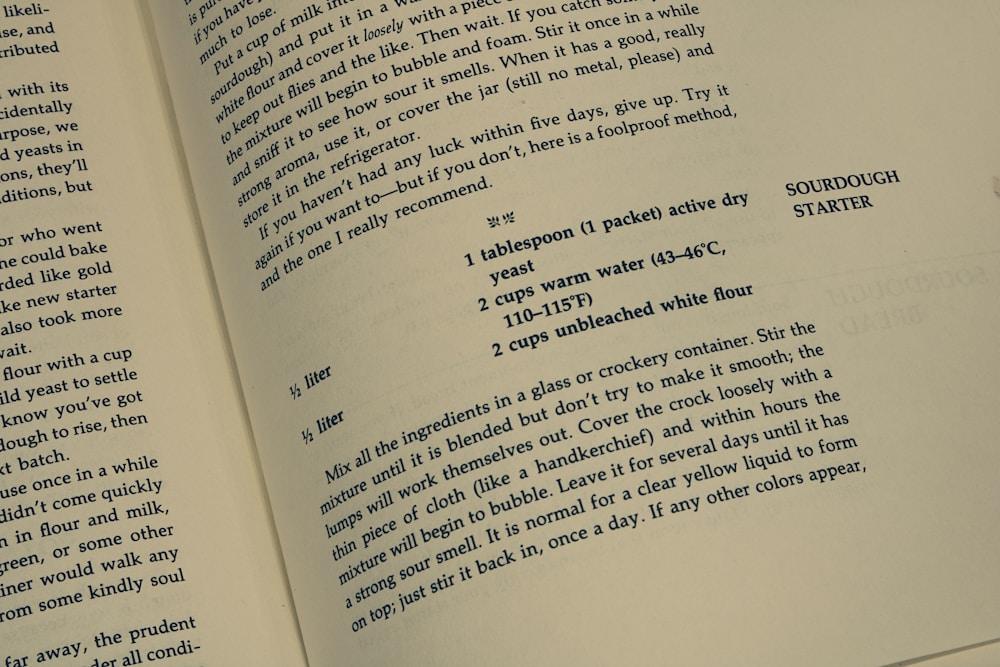 likeli-
se, and
tributed
with its
cidentally
urpose, we
d yeasts in
ons, they'll
ditions, but
or who went
ne could bake
rded like gold
ke new starter
also took more
wait.
flour with a cup
ild yeast to settle
know you've got
dough to rise, then
xt batch.
use once in a while
didn't come quickly
n in flour and milk,
green, or some other
iner would walk any
rom some kindly soul
far away, the prudent
der all condi-
is pure
if you have
much to lose.
Put a cup of milk into
sourdough) and put it in a
white flour and cover it loosely with a piece
to keep out flies and the like. Then wait. If you catch
the mixture will begin to bubble and foam. Stir it once in a while
and sniff it to see how sour it smells. When it has a good, really
strong aroma, use it, or cover the jar (still no metal, please) and
store it in the refrigerator.
If you haven't had any luck within five days, give up. Try it
again if you want to—but if you don't, here is a foolproof method,
and the one I really recommend.
SOURDOUGH
STARTER
1 tablespoon (1 packet) active dry
yeast
½ liter 2 cups warm water (43–46°C,
110–115°F)
½ liter 2 cups unbleached white flour
Mix all the ingredients in a glass or crockery container. Stir the
mixture until it is blended but don't try to make it smooth; the
lumps will work themselves out. Cover the crock loosely with a
thin piece of cloth (like a handkerchief) and within hours the
mixture will begin to bubble. Leave it for several days until it has
a strong sour smell. It is normal for a clear yellow liquid to form
on top; just stir it back in, once a day. If any other colors appear,